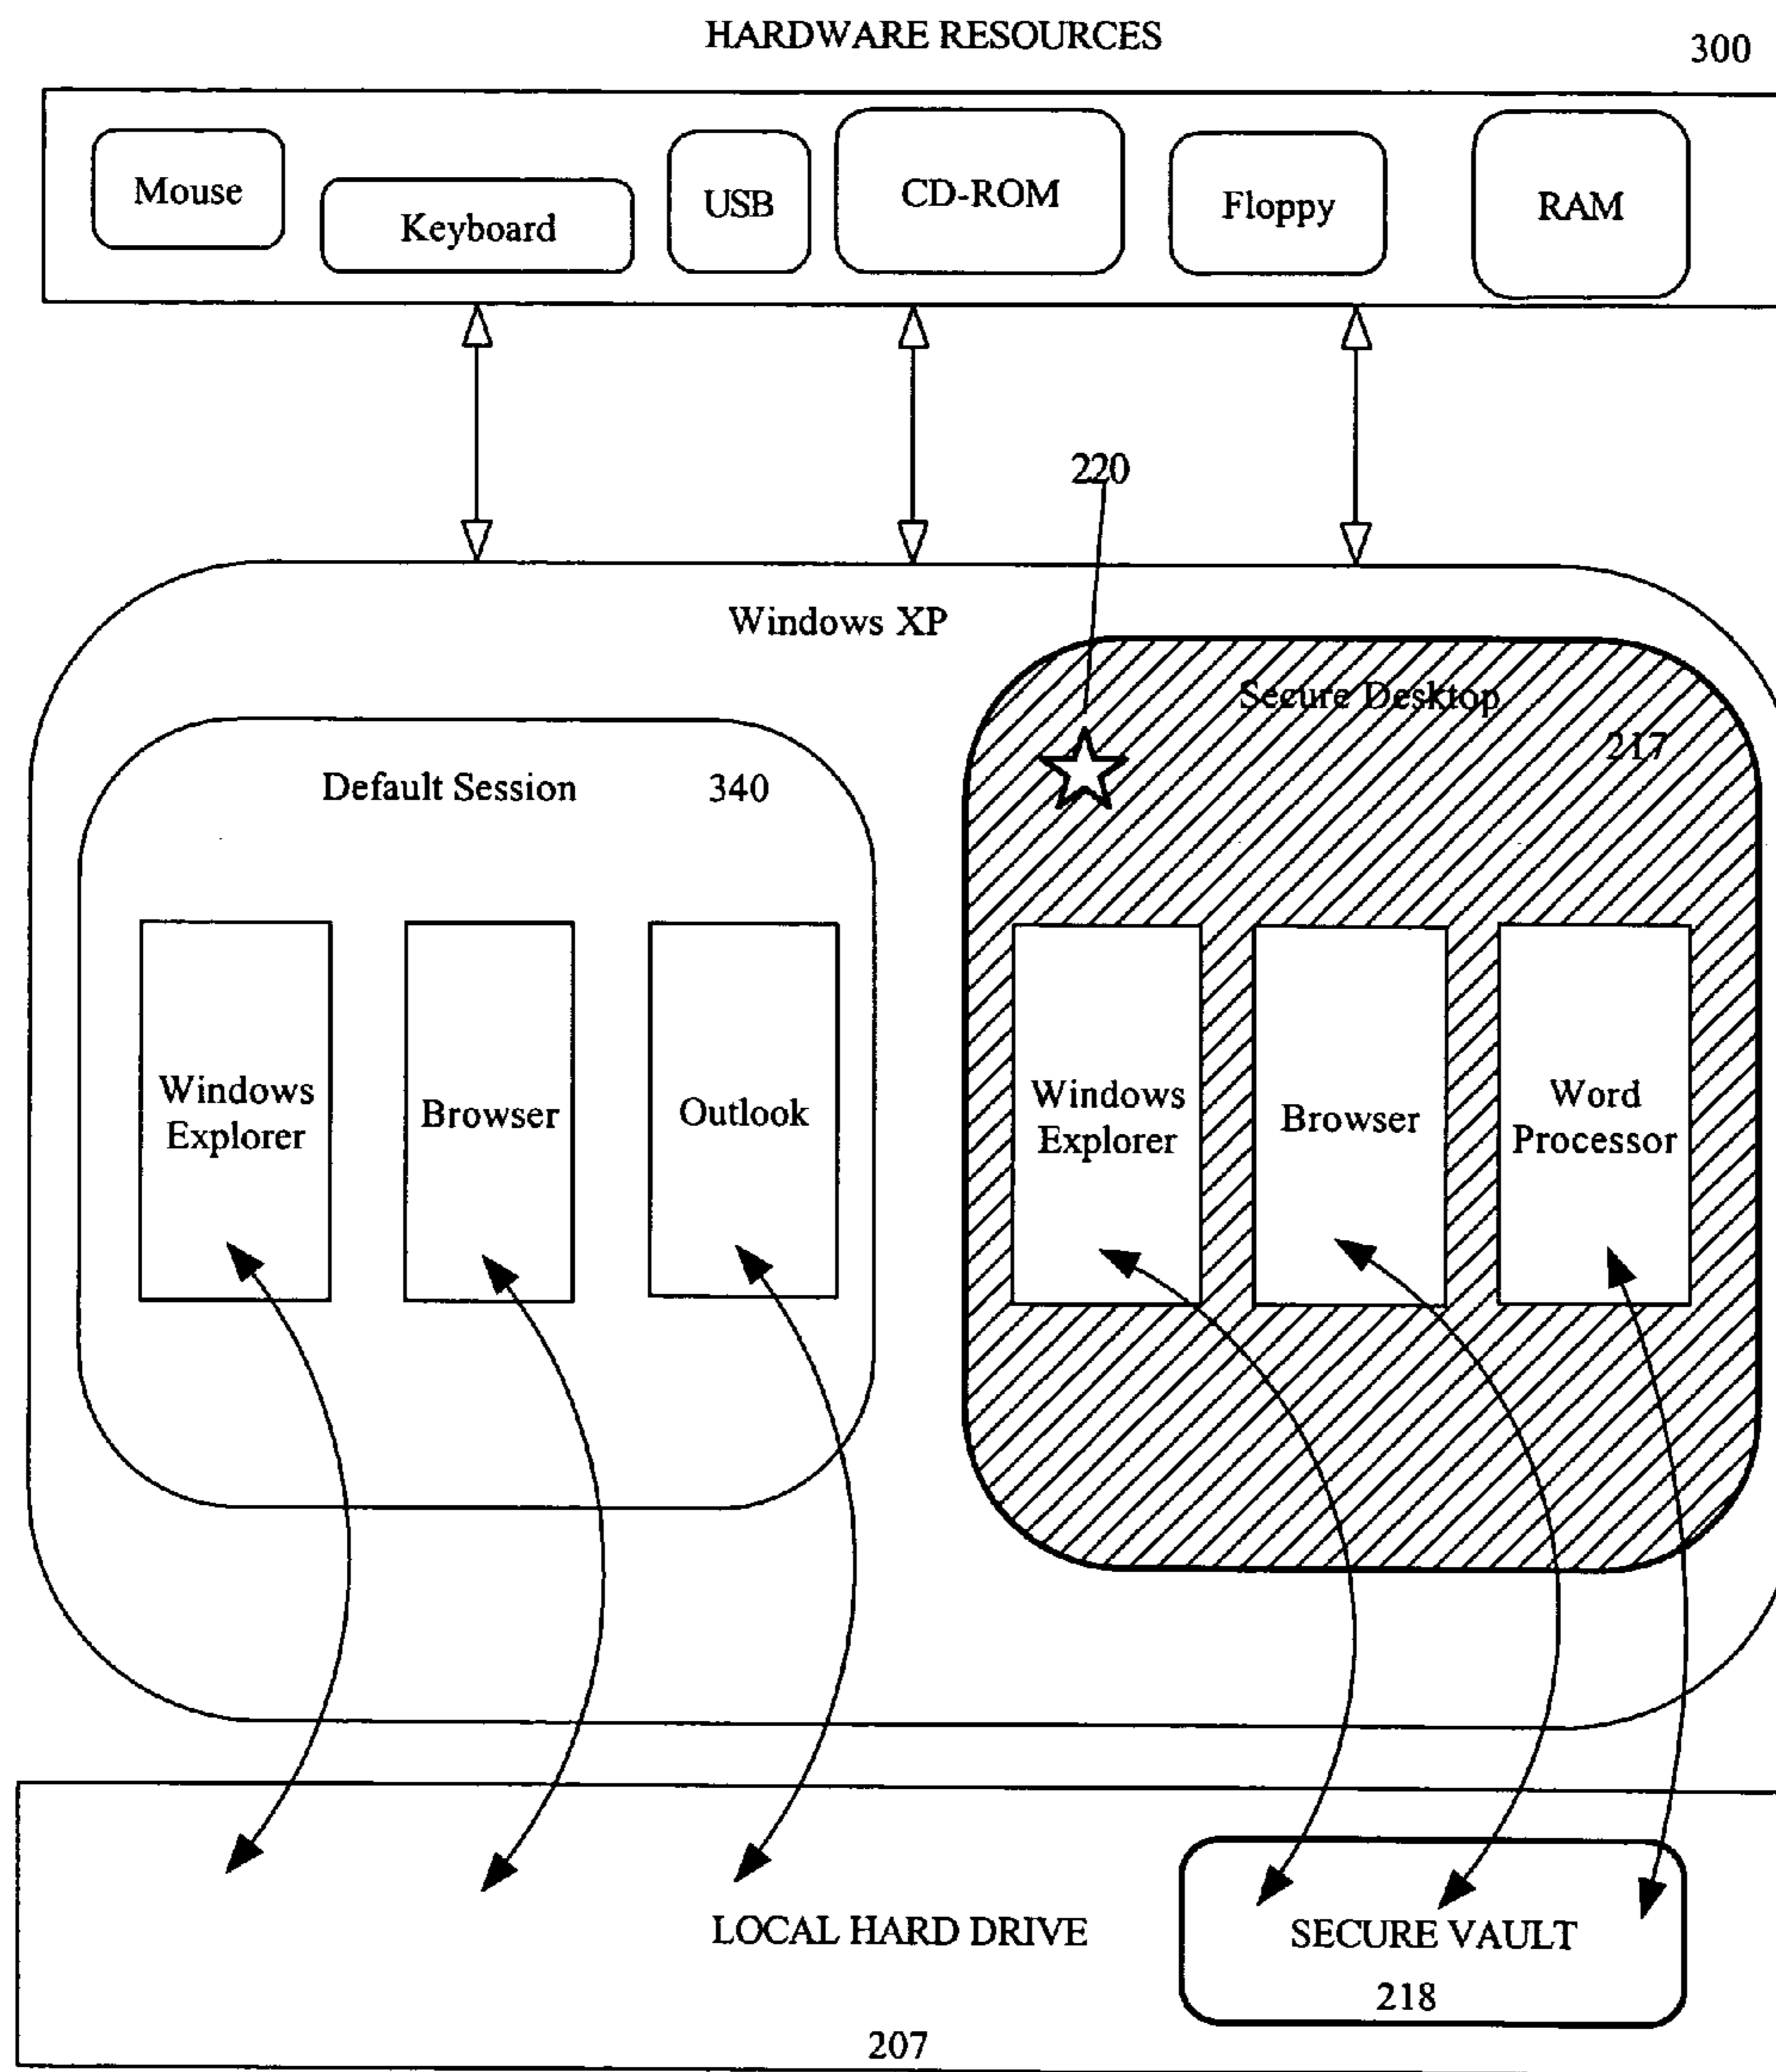 HARDWARE RESOURCES
300
Mouse
Keyboard
USB
CD-ROM
Floppy
RAM
220
Windows XP
Secure Desktop
217
Default Session
340
Windows
Explorer
Browser
Outlook
Windows
Explorer
Browser
Word
Processor
LOCAL HARD DRIVE
SECURE VAULT
218
207